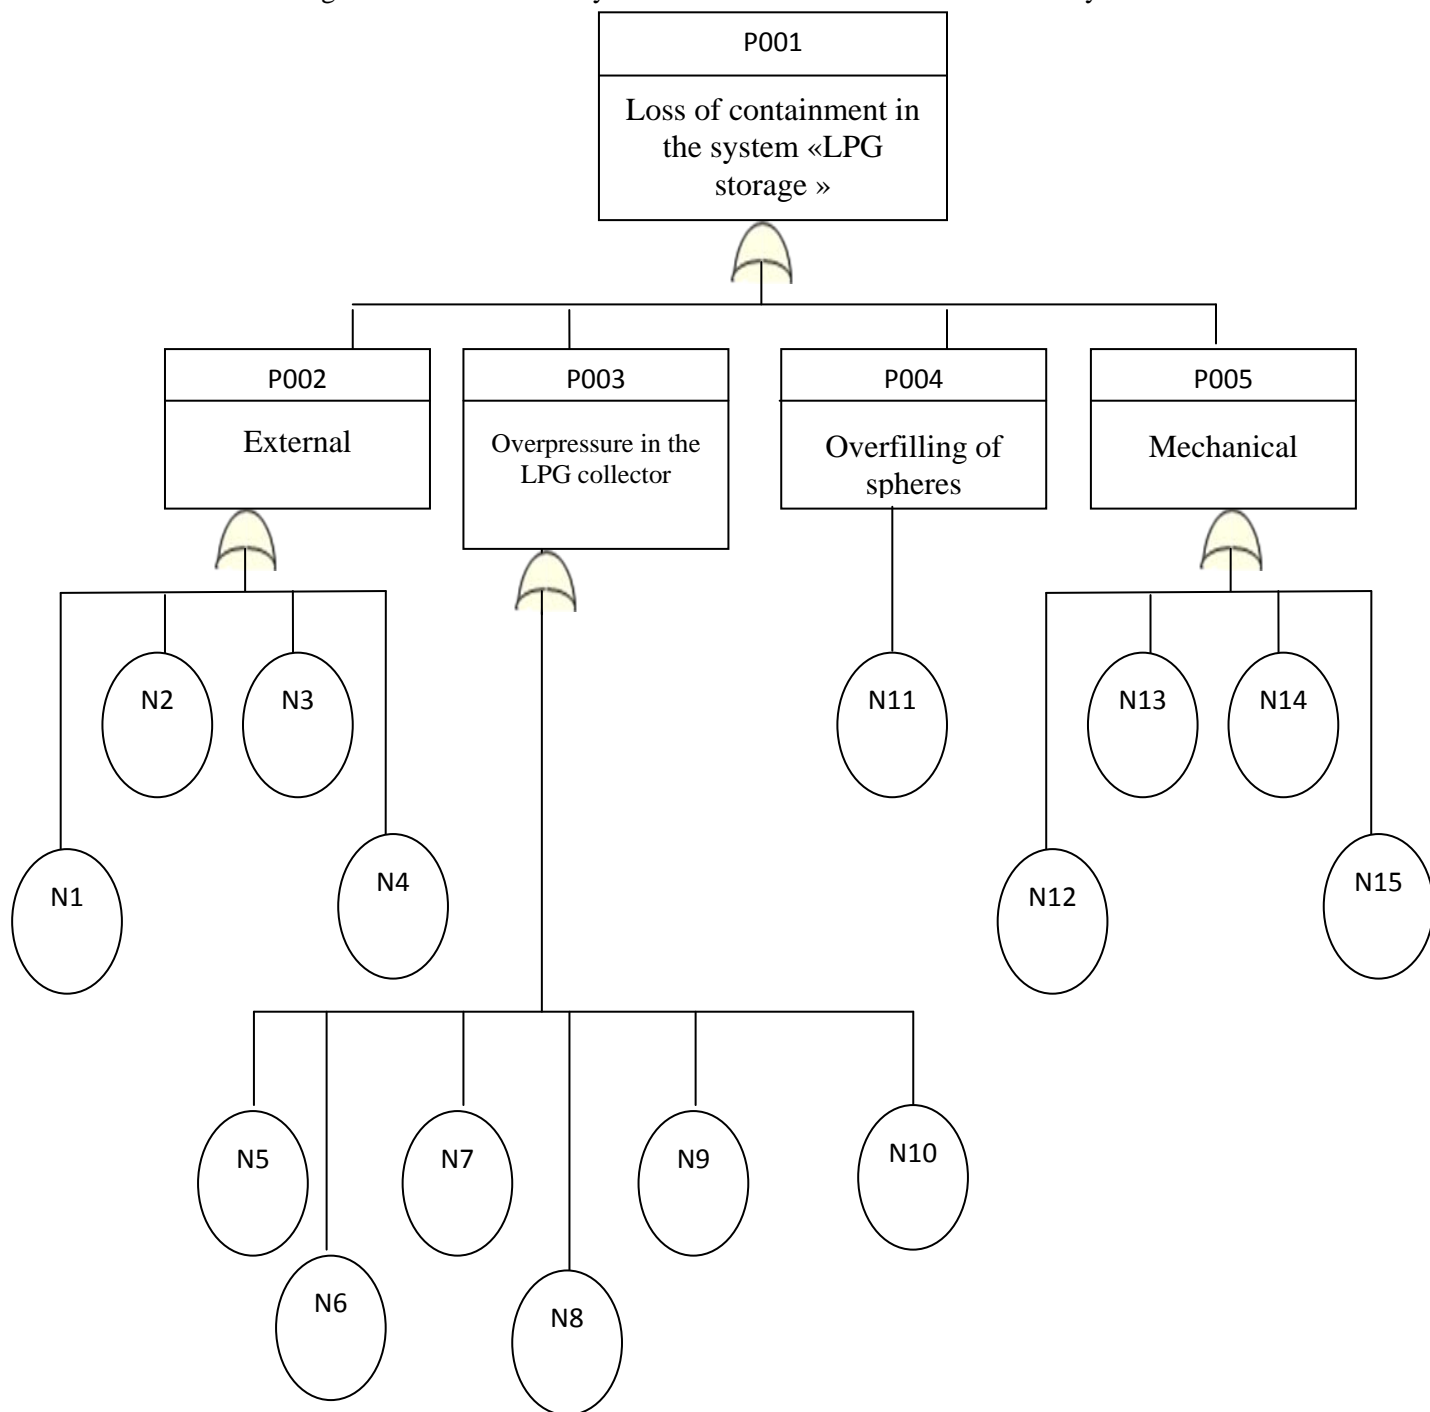 P001
Loss of containment in
the system «LPG
storage »
P002
P003
P004
P005
External
Overpressure in the
LPG collector
Overfilling of
spheres
Mechanical
N2
N3
N11
N13
N14
N1
N4
N12
N15
N5
N7
N9
N10
N6
N8